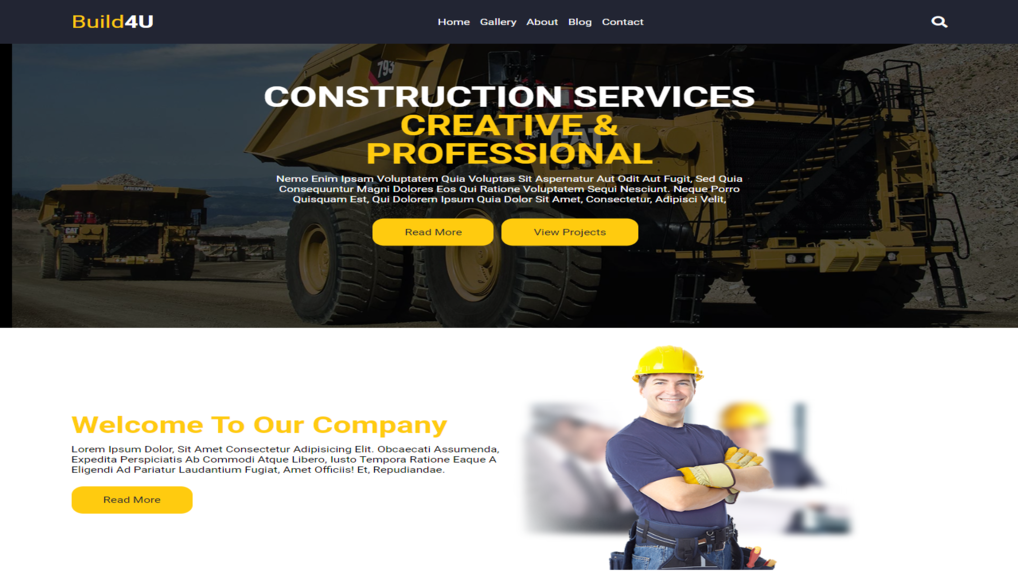 Build4U
Home Gallery About Blog Contact
793
CONSTRUCTION SERVICES
CREATIVE &
PROFESSIONAL
CAT
Nemo Enim Ipsam Voluptatem Quia Voluptas Sit Aspernatur Aut Odit Aut Fugit, Sed Quia
Consequuntur Magni Dolores Eos Qui Ratione Voluptatem Sequi Nesciunt. Neque Porro
Quisquam Est, Qui Dolorem Ipsum Quia Dolor Sit Amet, Consectetur, Adipisci Velit,
Read More View Projects
CAT
Welcome To Our Company
Lorem Ipsum Dolor, Sit Amet Consectetur Adipisicing Elit. Obcaecati Assumenda,
Expedita Perspiciatis Ab Commodi Atque Libero, Iusto Tempora Ratione Eaque A
Eligendi Ad Pariatur Laudantium Fugiat, Amet Officiis! Et, Repudiandae.
Read More